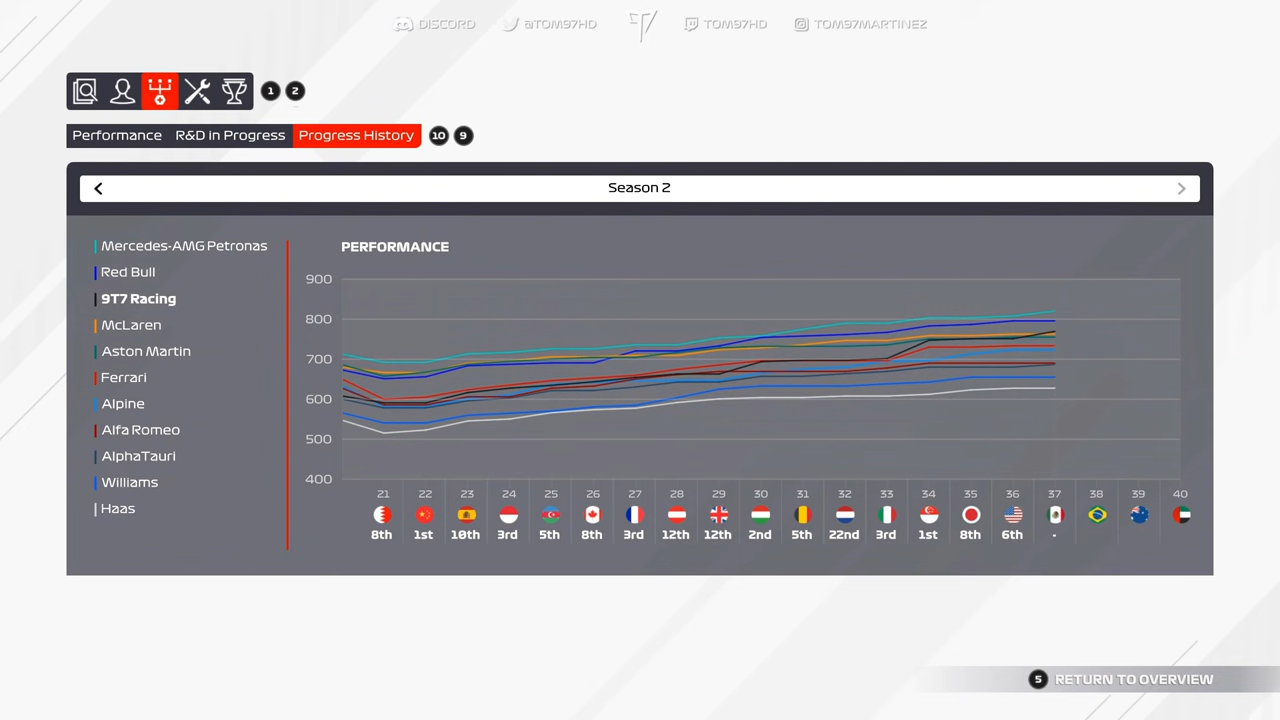 DISCORD @TOM97HD TOM97HD TOM97MARTINEZ
1 2
Performance R&D in Progress Progress History 10 9
Season 2
Mercedes-AMG Petronas
Red Bull
9T7 Racing
McLaren
Aston Martin
Ferrari
Alpine
Alfa Romeo
AlphaTauri
Williams
Haas
PERFORMANCE
900
800
700
600
500
400
21 22 23 24 25 26 27 28 29 30 31 32 33 34 35 36 37 38 39 40
8th 1st 10th 3rd 5th 8th 3rd 12th 12th 2nd 5th 22nd 3rd 1st 8th 6th -
5 RETURN TO OVERVIEW